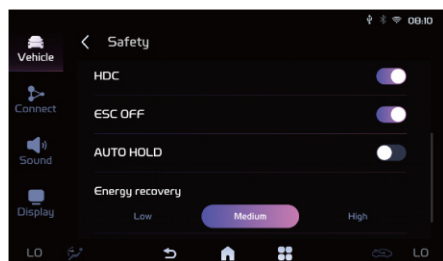 08:10
Vehicle
Safety
HDC
Connect
ESC OFF
AUTO HOLD
Sound
Energy recovery
Display
Low Medium High
LO LO